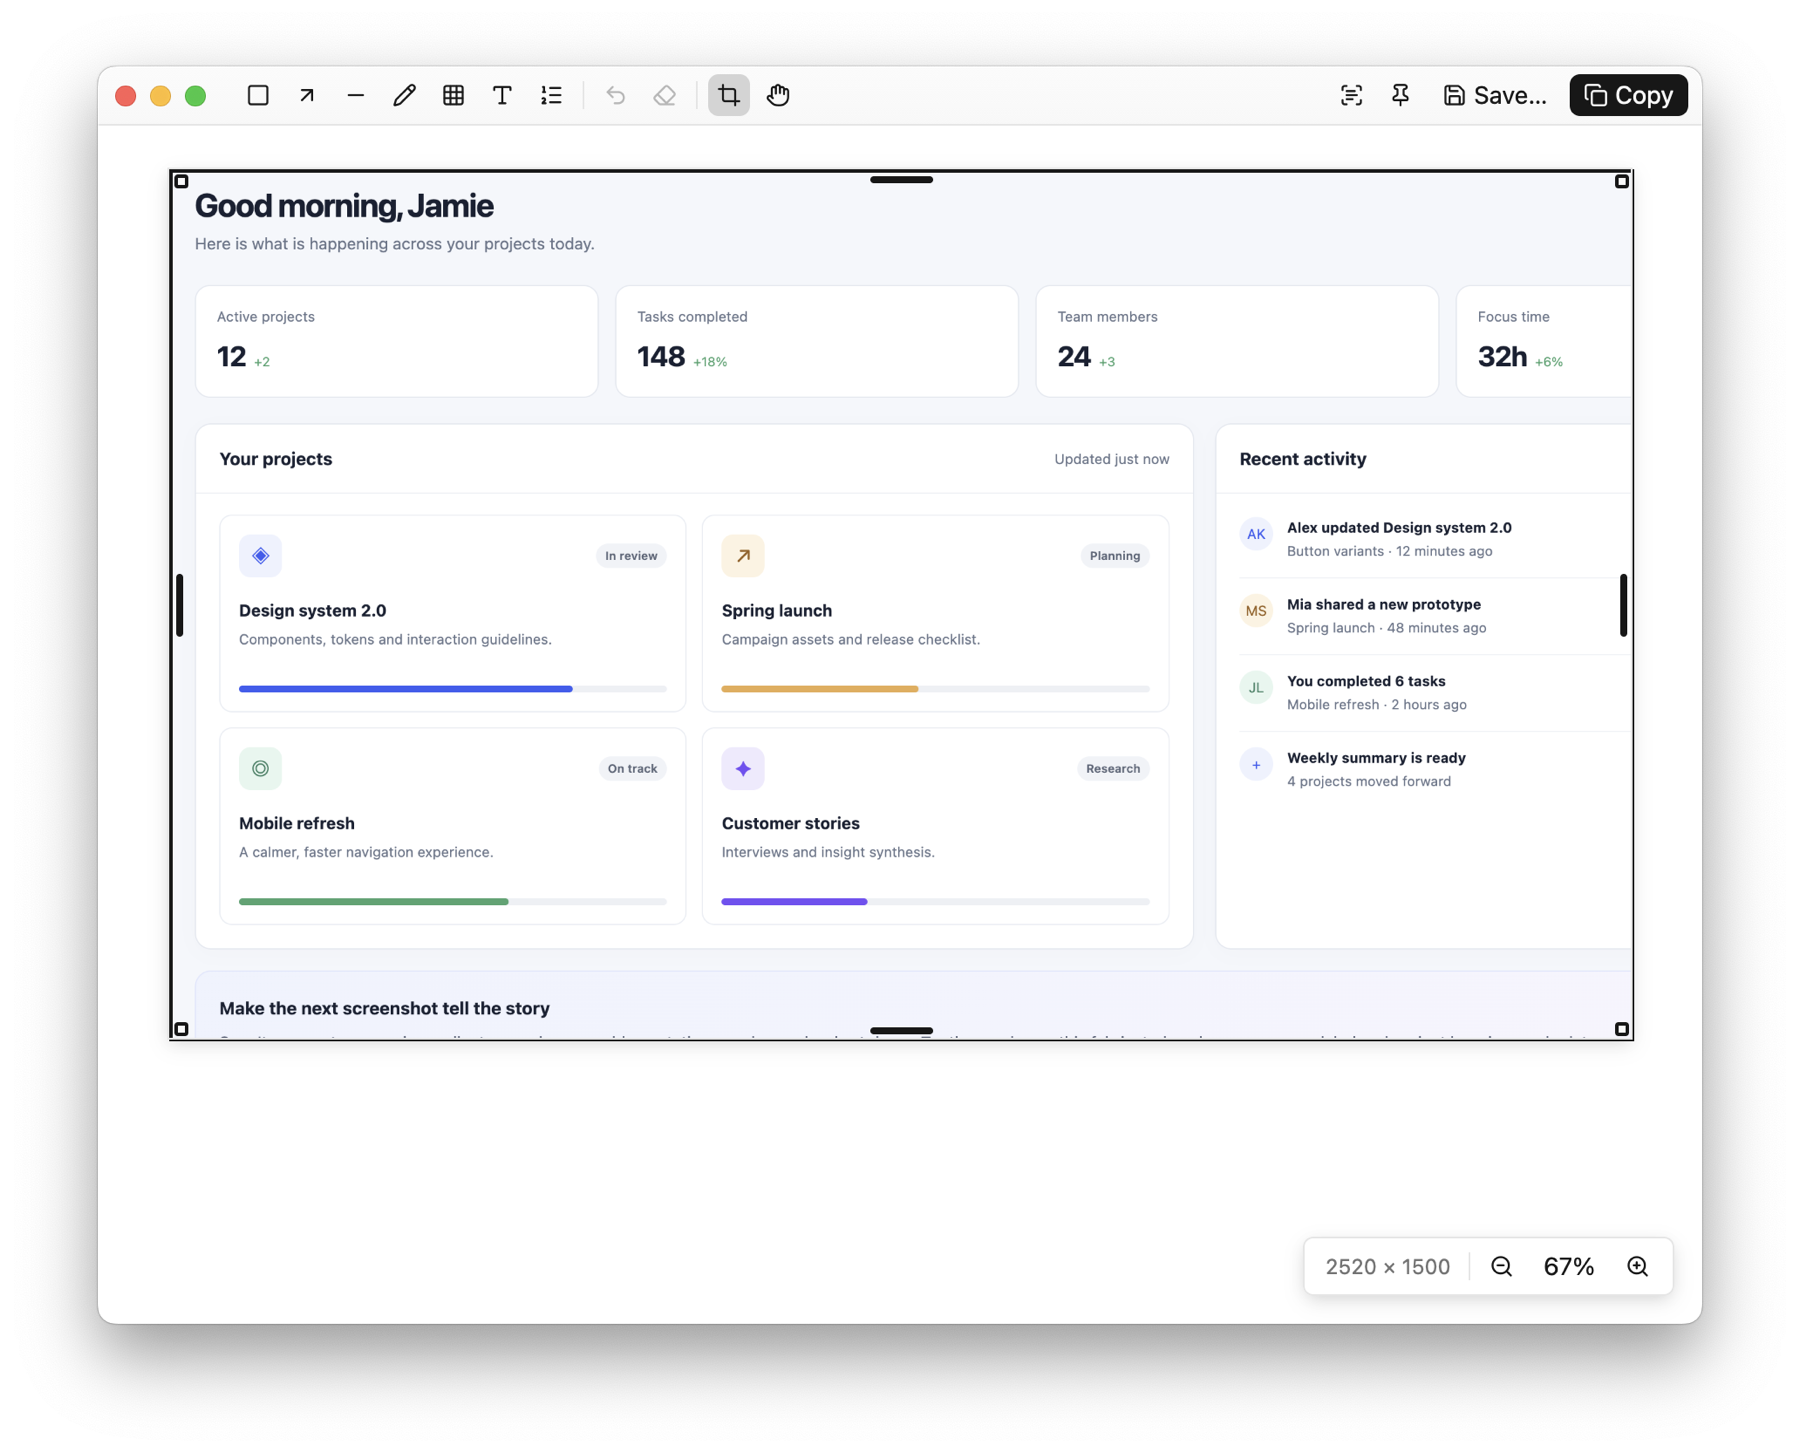 Save...
Copy
Good morning, Jamie
Here is what is happening across your projects today.
Active projects
12 +2
Tasks completed
148 +18%
Team members
24 +3
Focus time
32h +6%
Your projects
Updated just now
In review
Design system 2.0
Components, tokens and interaction guidelines.
Planning
Spring launch
Campaign assets and release checklist.
On track
Mobile refresh
A calmer, faster navigation experience.
Research
Customer stories
Interviews and insight synthesis.
Recent activity
AK
Alex updated Design system 2.0
Button variants · 12 minutes ago
MS
Mia shared a new prototype
Spring launch · 48 minutes ago
JL
You completed 6 tasks
Mobile refresh · 2 hours ago
+
Weekly summary is ready
4 projects moved forward
Make the next screenshot tell the story
2520 × 1500
67%